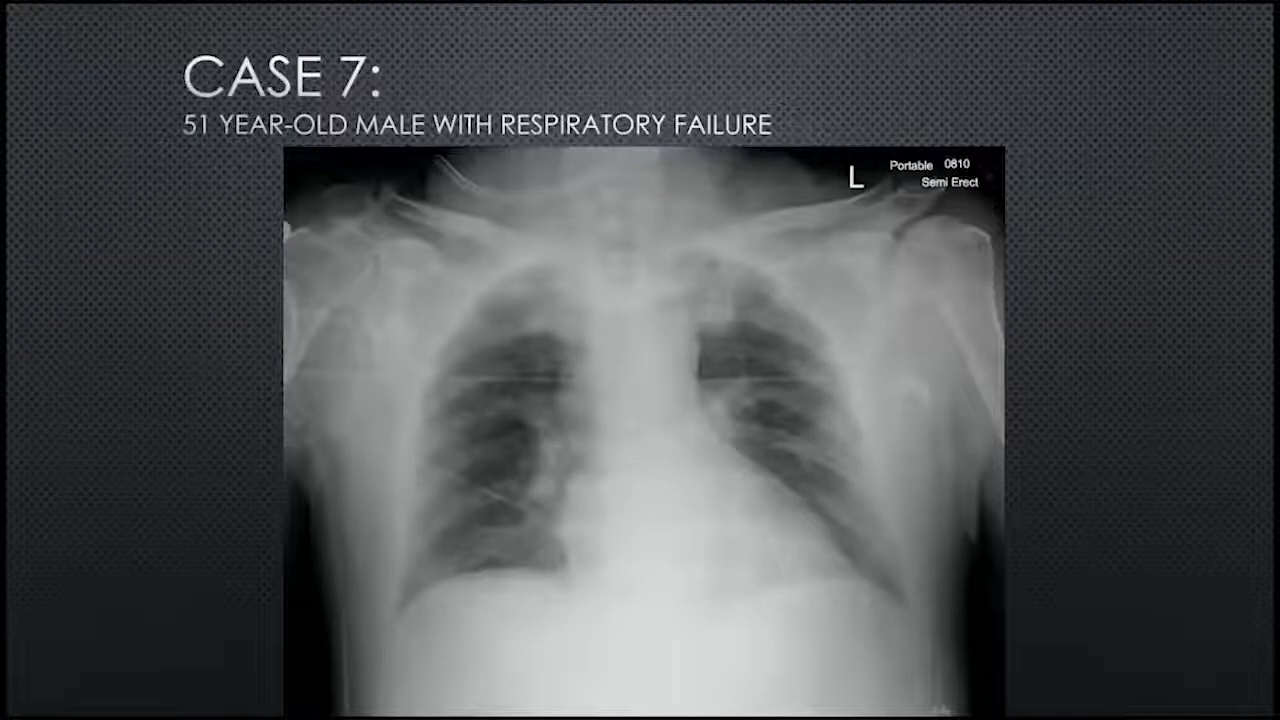 CASE 7:
51 YEAR-OLD MALE WITH RESPIRATORY FAILURE
L
Portable 0810
Semi Erect